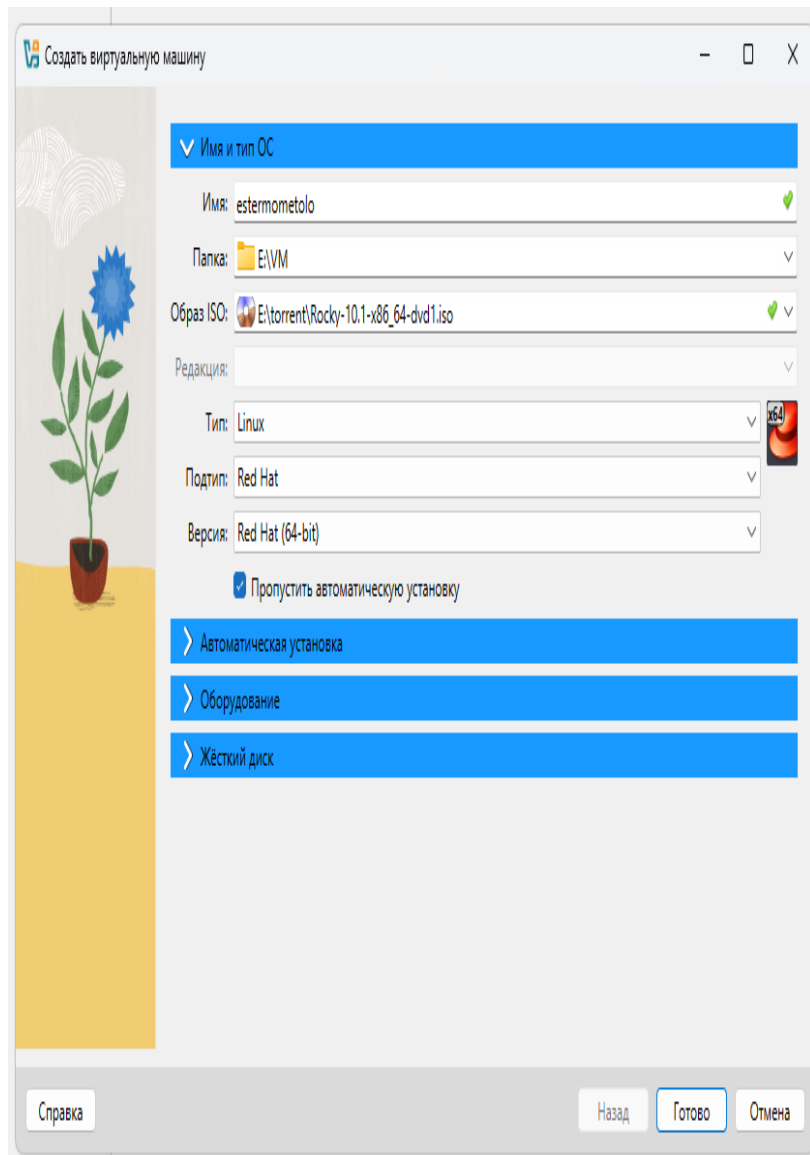 Создать виртуальную машину
Имя и тип ОС
Имя: estermometolo
Папка: E:\VM
Образ ISO: E:\torrent\Rocky-10.1-x86_64-dvd1.iso
Редакция:
Тип: Linux
x64
Подтип: Red Hat
Версия: Red Hat (64-bit)
Пропустить автоматическую установку
Автоматическая установка
Оборудование
Жёсткий диск
Справка Назад Готово Отмена